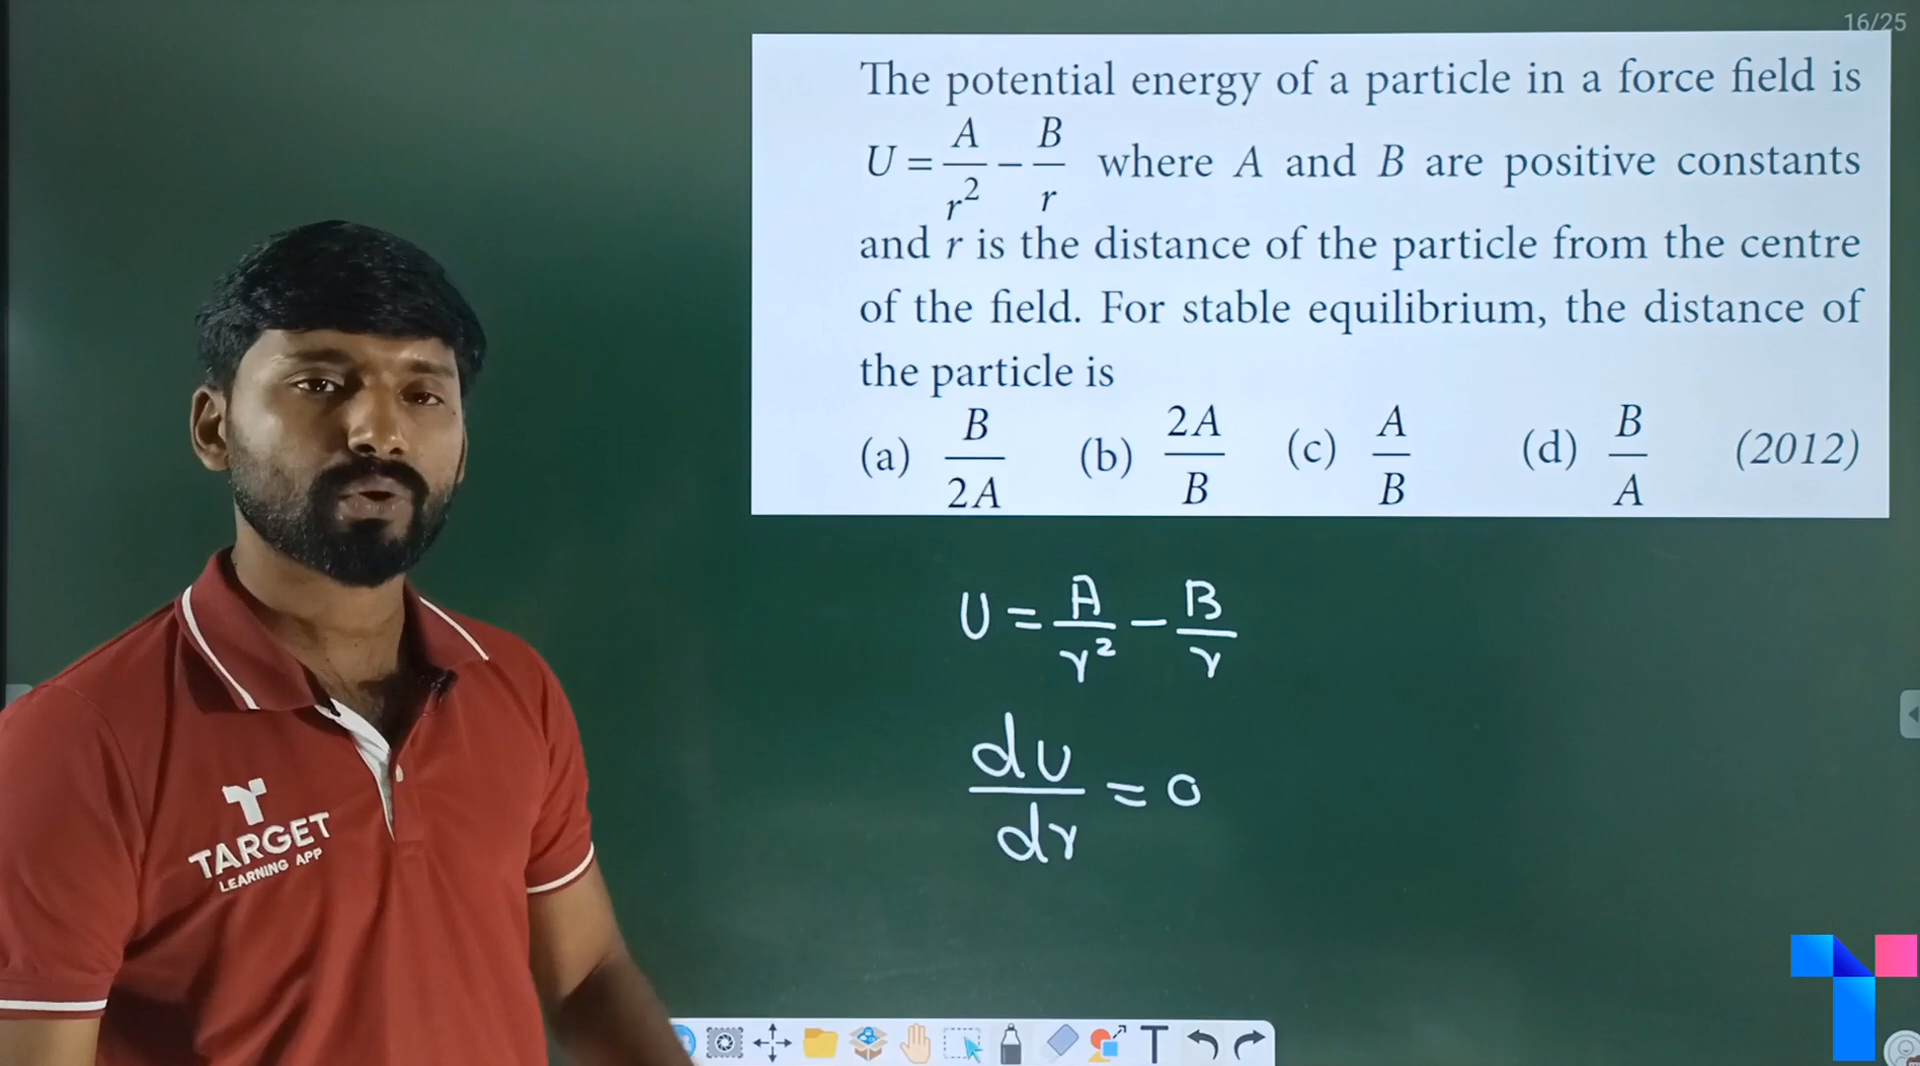 16/25
The potential energy of a particle in a force field is
U = A/r² − B/r where A and B are positive constants
and r is the distance of the particle from the centre
of the field. For stable equilibrium, the distance of
the particle is
(a) B/2A (b) 2A/B (c) A/B (d) B/A (2012)
U = A/r² − B/r
dU/dr = 0
TARGET
LEARNING APP
T